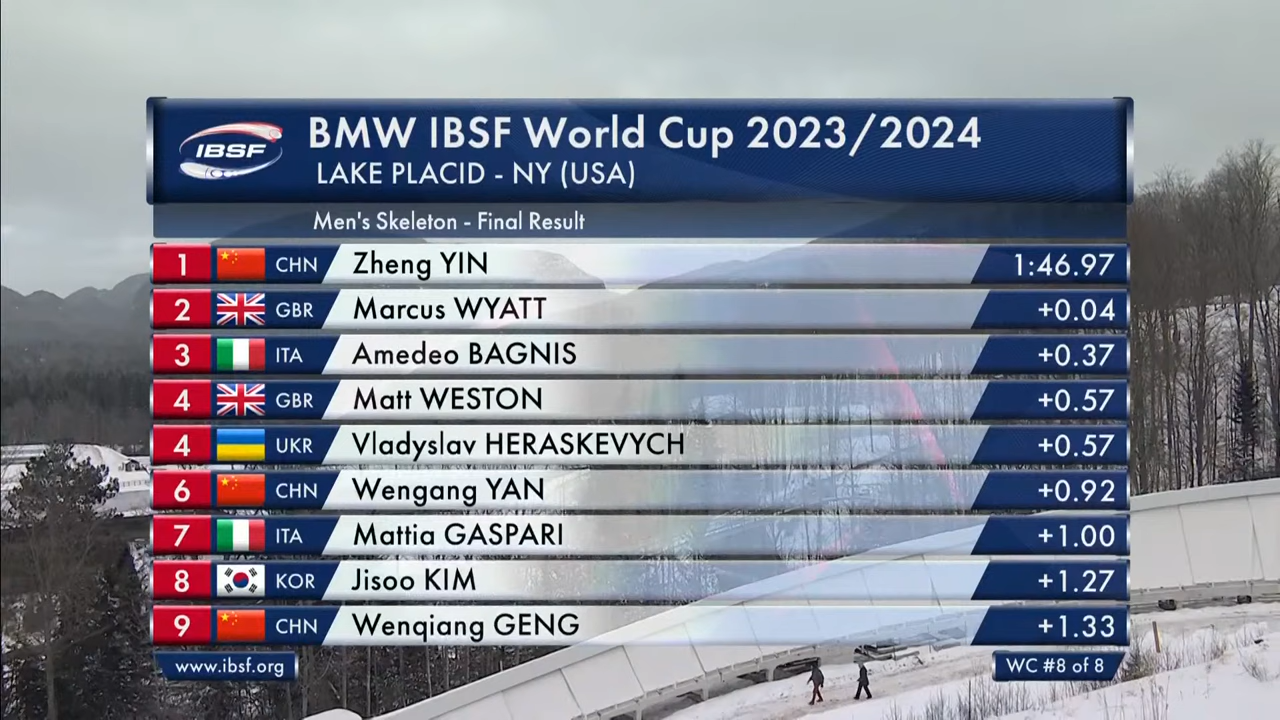 IBSF
BMW IBSF World Cup 2023/2024
LAKE PLACID - NY (USA)
Men's Skeleton - Final Result
1 CHN Zheng YIN 1:46.97
2 GBR Marcus WYATT +0.04
3 ITA Amedeo BAGNIS +0.37
4 GBR Matt WESTON +0.57
4 UKR Vladyslav HERASKEVYCH +0.57
6 CHN Wengang YAN +0.92
7 ITA Mattia GASPARI +1.00
8 KOR Jisoo KIM +1.27
9 CHN Wenqiang GENG +1.33
www.ibsf.org WC #8 of 8